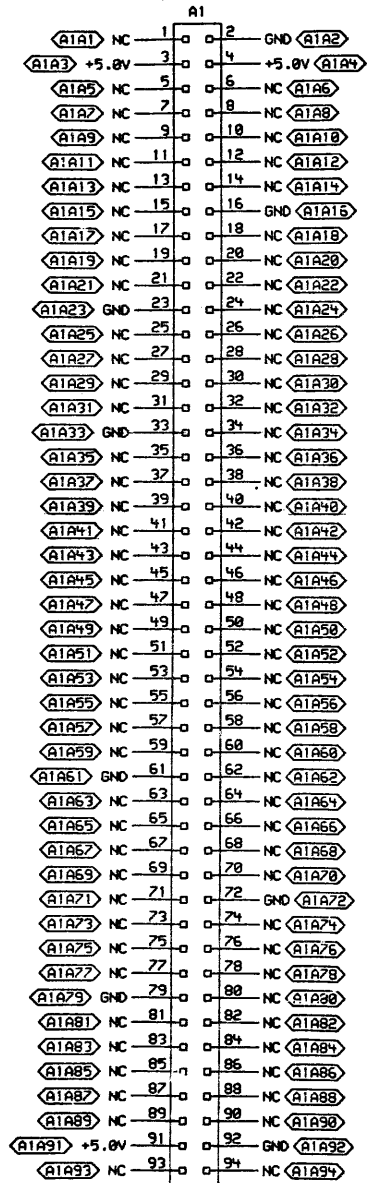 A1
A1A1 NC 1 2 GND A1A2
A1A3 +5.0V 3 4 +5.0V A1A4
A1A5 NC 5 6 NC A1A6
A1A7 NC 7 8 NC A1A8
A1A9 NC 9 10 NC A1A10
A1A11 NC 11 12 NC A1A12
A1A13 NC 13 14 NC A1A14
A1A15 NC 15 16 GND A1A16
A1A17 NC 17 18 NC A1A18
A1A19 NC 19 20 NC A1A20
A1A21 NC 21 22 NC A1A22
A1A23 GND 23 24 NC A1A24
A1A25 NC 25 26 NC A1A26
A1A27 NC 27 28 NC A1A28
A1A29 NC 29 30 NC A1A30
A1A31 NC 31 32 NC A1A32
A1A33 GND 33 34 NC A1A34
A1A35 NC 35 36 NC A1A36
A1A37 NC 37 38 NC A1A38
A1A39 NC 39 40 NC A1A40
A1A41 NC 41 42 NC A1A42
A1A43 NC 43 44 NC A1A44
A1A45 NC 45 46 NC A1A46
A1A47 NC 47 48 NC A1A48
A1A49 NC 49 50 NC A1A50
A1A51 NC 51 52 NC A1A52
A1A53 NC 53 54 NC A1A54
A1A55 NC 55 56 NC A1A56
A1A57 NC 57 58 NC A1A58
A1A59 NC 59 60 NC A1A60
A1A61 GND 61 62 NC A1A62
A1A63 NC 63 64 NC A1A64
A1A65 NC 65 66 NC A1A66
A1A67 NC 67 68 NC A1A68
A1A69 NC 69 70 NC A1A70
A1A71 NC 71 72 GND A1A72
A1A73 NC 73 74 NC A1A74
A1A75 NC 75 76 NC A1A76
A1A77 NC 77 78 NC A1A78
A1A79 GND 79 80 NC A1A80
A1A81 NC 81 82 NC A1A82
A1A83 NC 83 84 NC A1A84
A1A85 NC 85 86 NC A1A86
A1A87 NC 87 88 NC A1A88
A1A89 NC 89 90 NC A1A90
A1A91 +5.0V 91 92 GND A1A92
A1A93 NC 93 94 NC A1A94